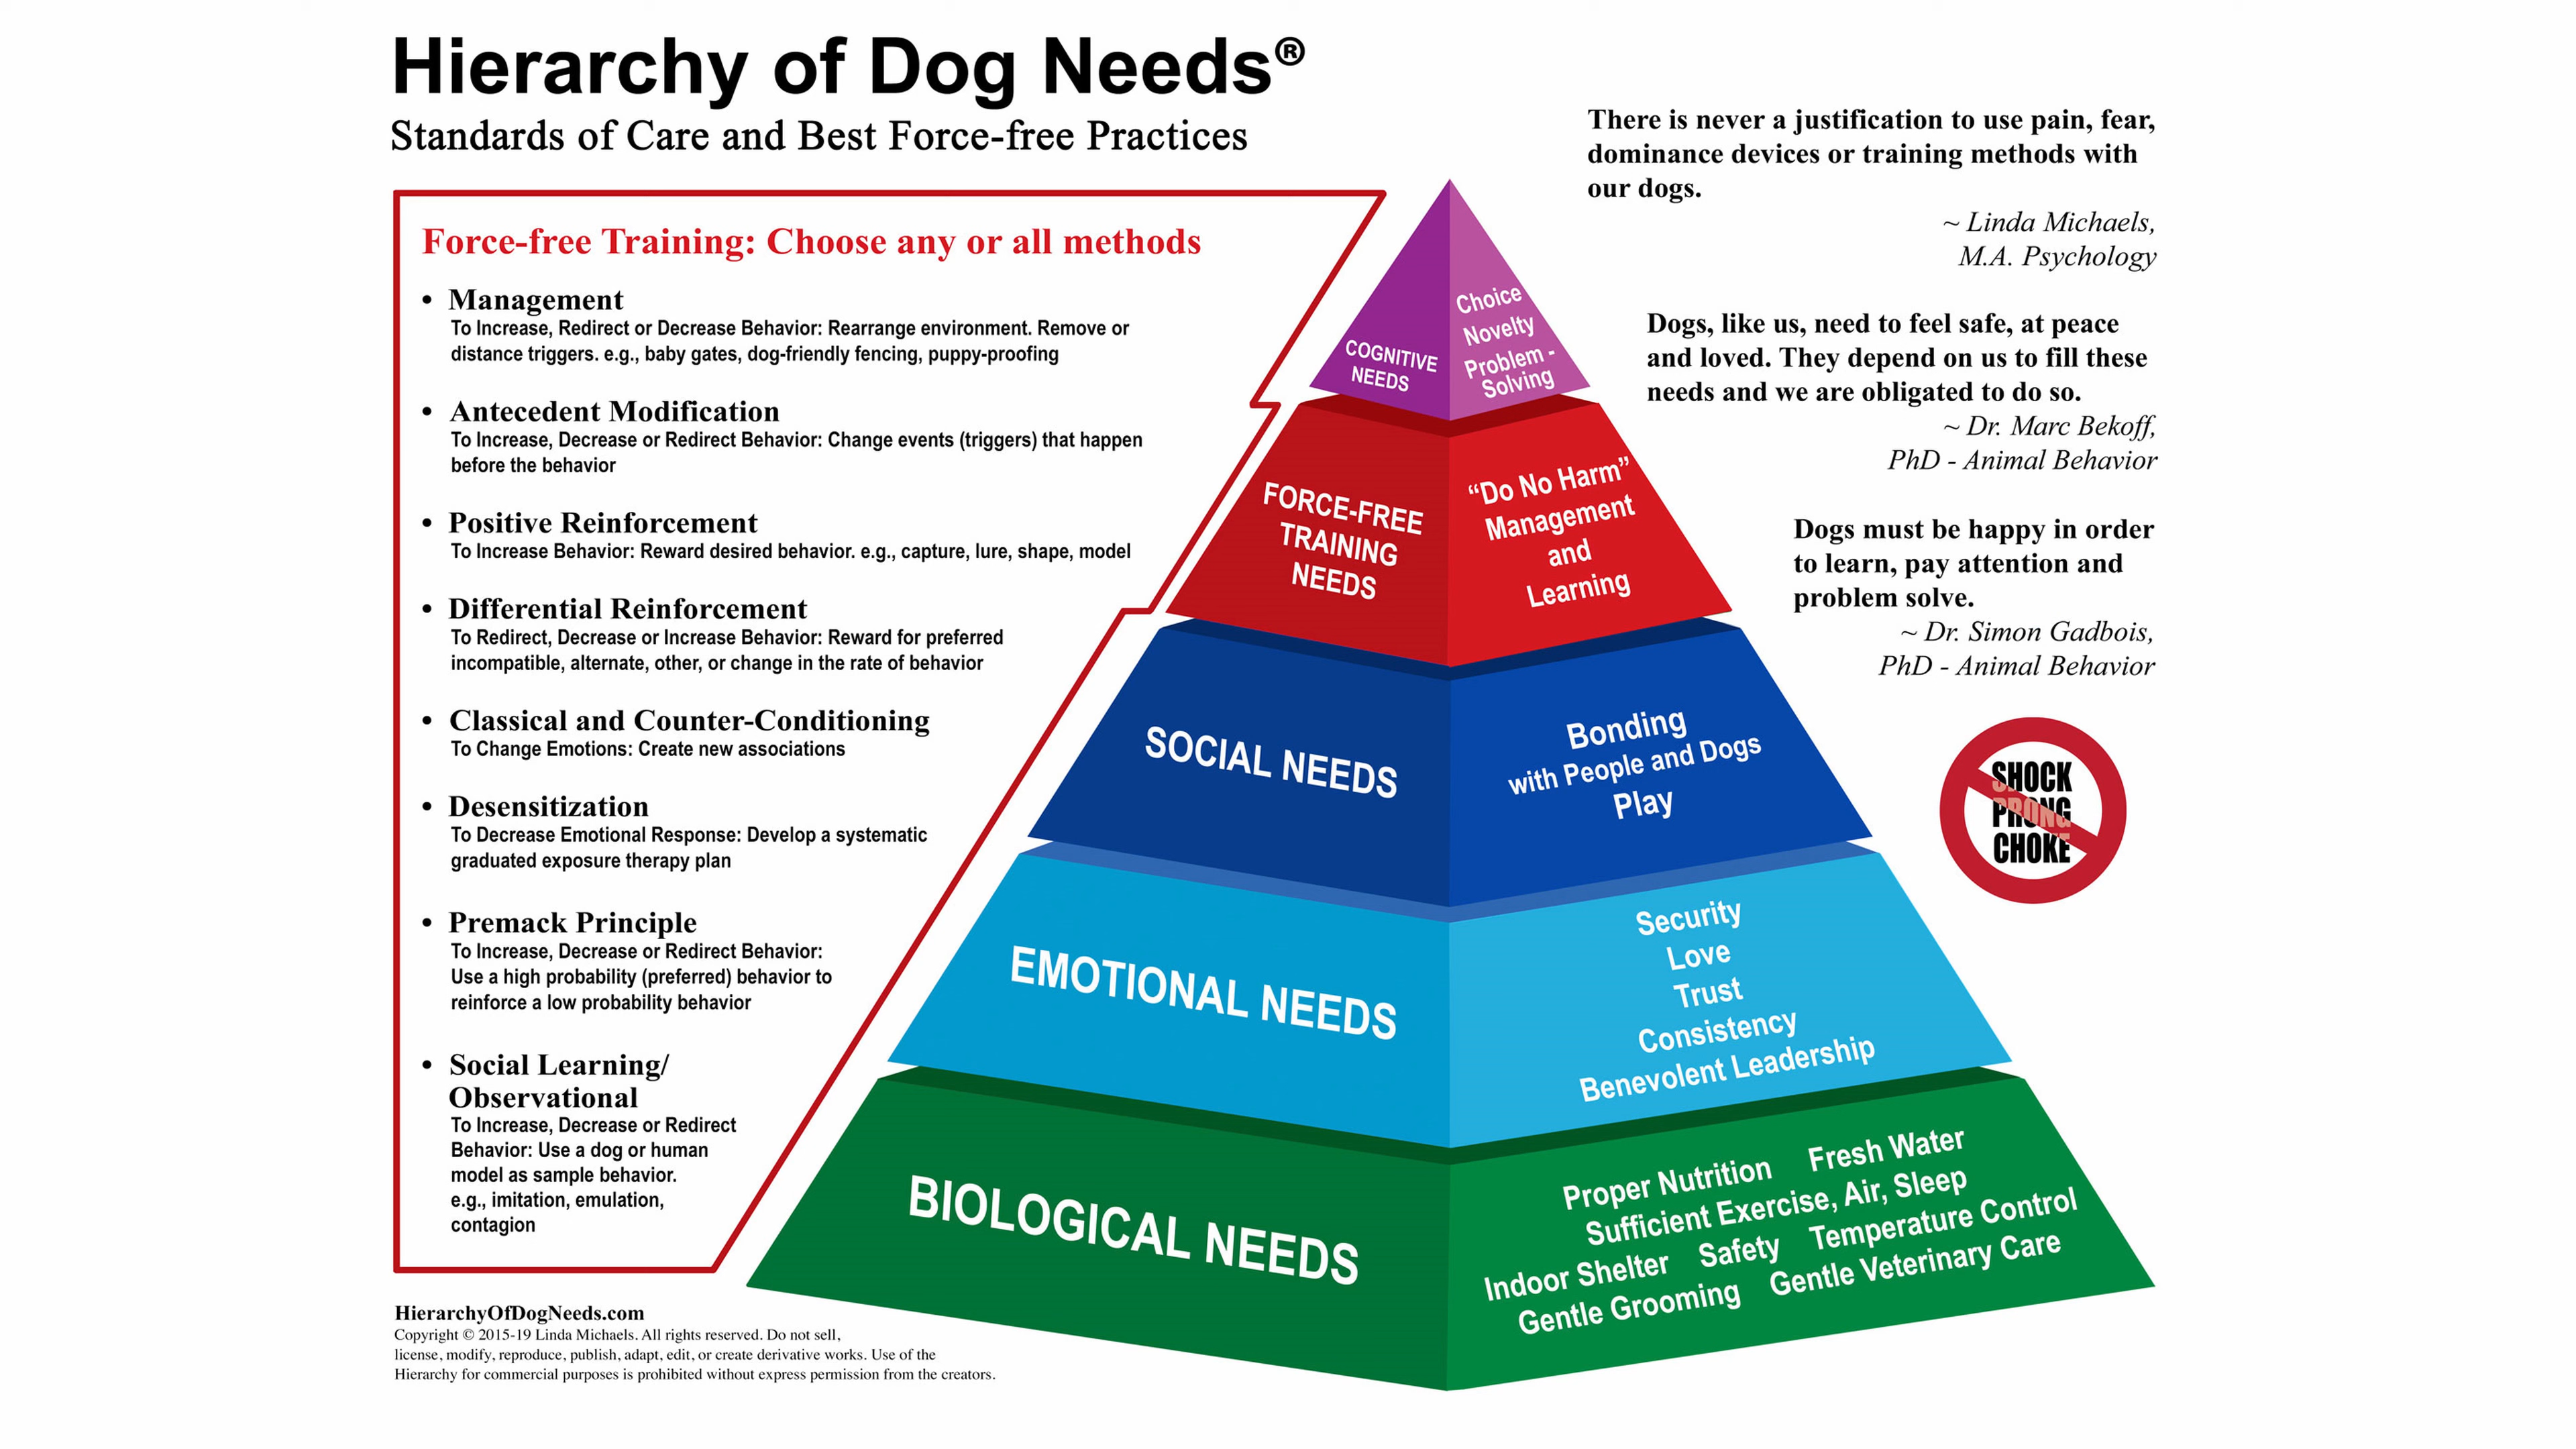 Hierarchy of Dog Needs®
Standards of Care and Best Force-free Practices
Force-free Training: Choose any or all methods
• Management
To Increase, Redirect or Decrease Behavior: Rearrange environment. Remove or
distance triggers. e.g., baby gates, dog-friendly fencing, puppy-proofing
• Antecedent Modification
To Increase, Decrease or Redirect Behavior: Change events (triggers) that happen
before the behavior
• Positive Reinforcement
To Increase Behavior: Reward desired behavior. e.g., capture, lure, shape, model
• Differential Reinforcement
To Redirect, Decrease or Increase Behavior: Reward for preferred
incompatible, alternate, other, or change in the rate of behavior
• Classical and Counter-Conditioning
To Change Emotions: Create new associations
• Desensitization
To Decrease Emotional Response: Develop a systematic
graduated exposure therapy plan
• Premack Principle
To Increase, Decrease or Redirect Behavior:
Use a high probability (preferred) behavior to
reinforce a low probability behavior
• Social Learning/
Observational
To Increase, Decrease or Redirect
Behavior: Use a dog or human
model as sample behavior.
e.g., imitation, emulation,
contagion
COGNITIVE
NEEDS
Choice
Novelty
Problem -
Solving
FORCE-FREE
TRAINING
NEEDS
“Do No Harm”
Management
and
Learning
SOCIAL NEEDS
Bonding
with People and Dogs
Play
EMOTIONAL NEEDS
Security
Love
Trust
Consistency
Benevolent Leadership
BIOLOGICAL NEEDS
Proper Nutrition Fresh Water
Sufficient Exercise, Air, Sleep
Indoor Shelter Safety Temperature Control
Gentle Grooming Gentle Veterinary Care
There is never a justification to use pain, fear,
dominance devices or training methods with
our dogs.
~ Linda Michaels,
M.A. Psychology
Dogs, like us, need to feel safe, at peace
and loved. They depend on us to fill these
needs and we are obligated to do so.
~ Dr. Marc Bekoff,
PhD - Animal Behavior
Dogs must be happy in order
to learn, pay attention and
problem solve.
~ Dr. Simon Gadbois,
PhD - Animal Behavior
SHOCK
PRONG
CHOKE
HierarchyOfDogNeeds.com
Copyright © 2015-19 Linda Michaels. All rights reserved. Do not sell,
license, modify, reproduce, publish, adapt, edit, or create derivative works. Use of the
Hierarchy for commercial purposes is prohibited without express permission from the creators.